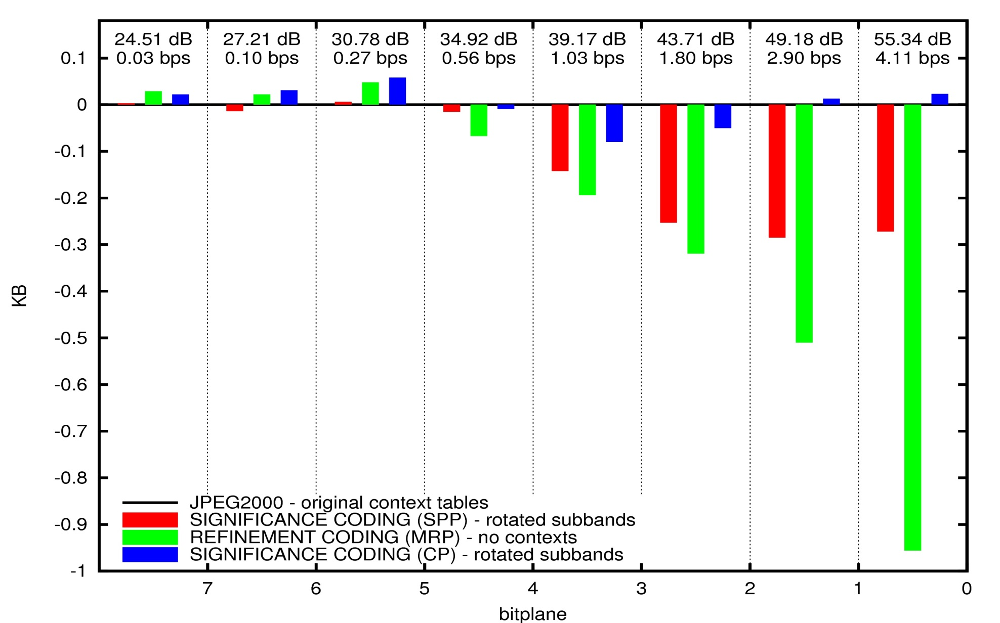 24.51 dB 27.21 dB 30.78 dB 34.92 dB 39.17 dB 43.71 dB 49.18 dB 55.34 dB
0.03 bps 0.10 bps 0.27 bps 0.56 bps 1.03 bps 1.80 bps 2.90 bps 4.11 bps
0.1
0
-0.1
-0.2
-0.3
-0.4
-0.5
-0.6
-0.7
-0.8
-0.9
-1
KB
JPEG2000 - original context tables
SIGNIFICANCE CODING (SPP) - rotated subbands
REFINEMENT CODING (MRP) - no contexts
SIGNIFICANCE CODING (CP) - rotated subbands
7 6 5 4 3 2 1 0
bitplane